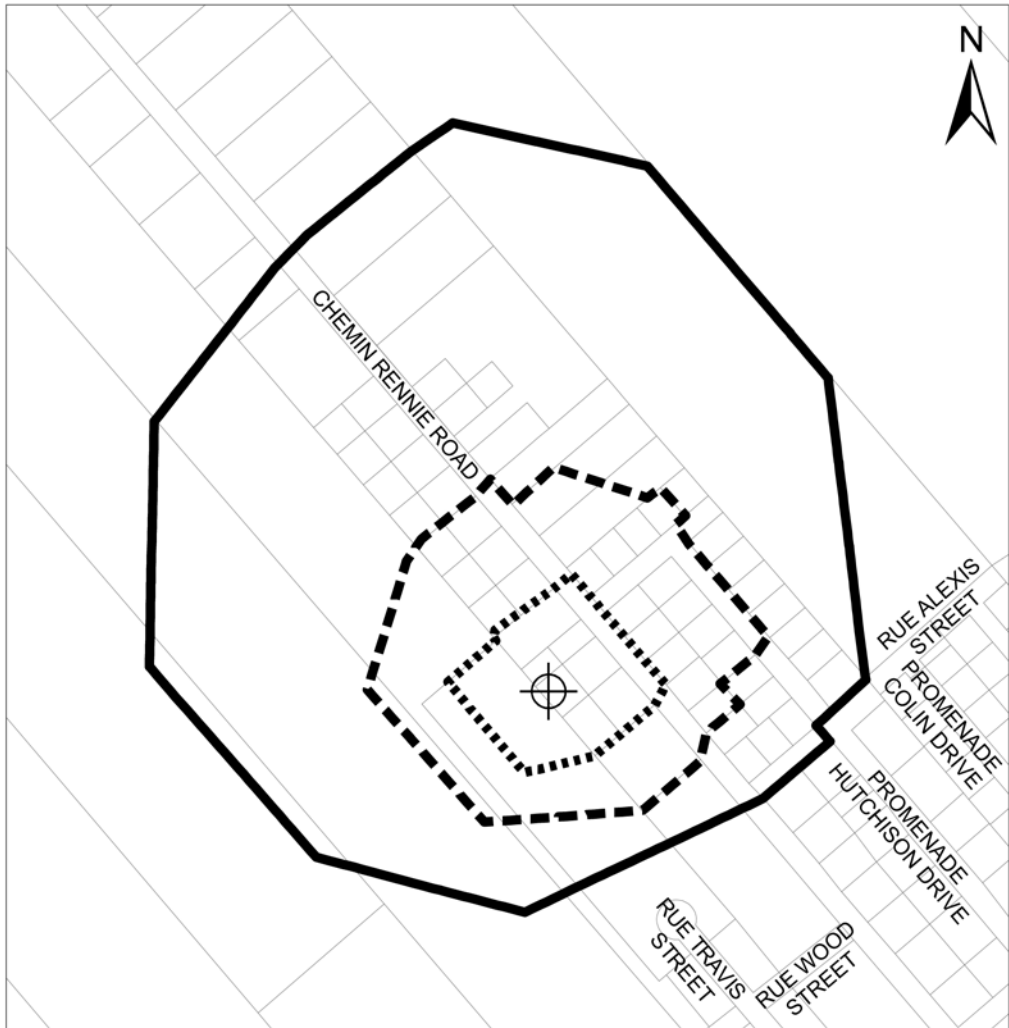 N
CHEMIN RENNIE ROAD
RUE ALEXIS
STREET
PROMENADE
COLIN DRIVE
PROMENADE
HUTCHISON DRIVE
RUE TRAVIS
STREET
RUE WOOD
STREET